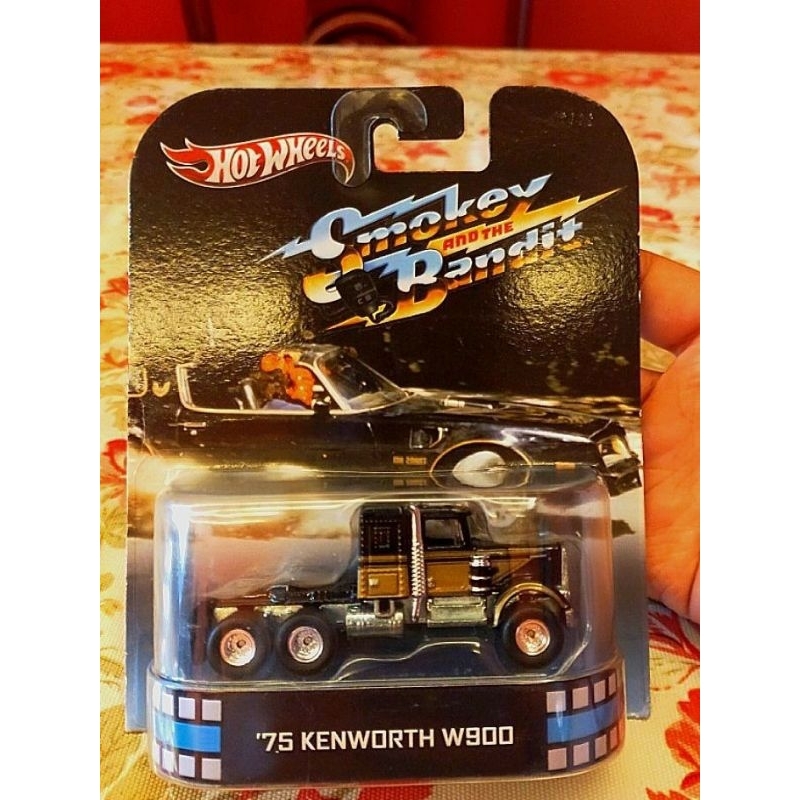 HOT WHEELS
Smokey
AND THE
Bandit
'75 KENWORTH W900